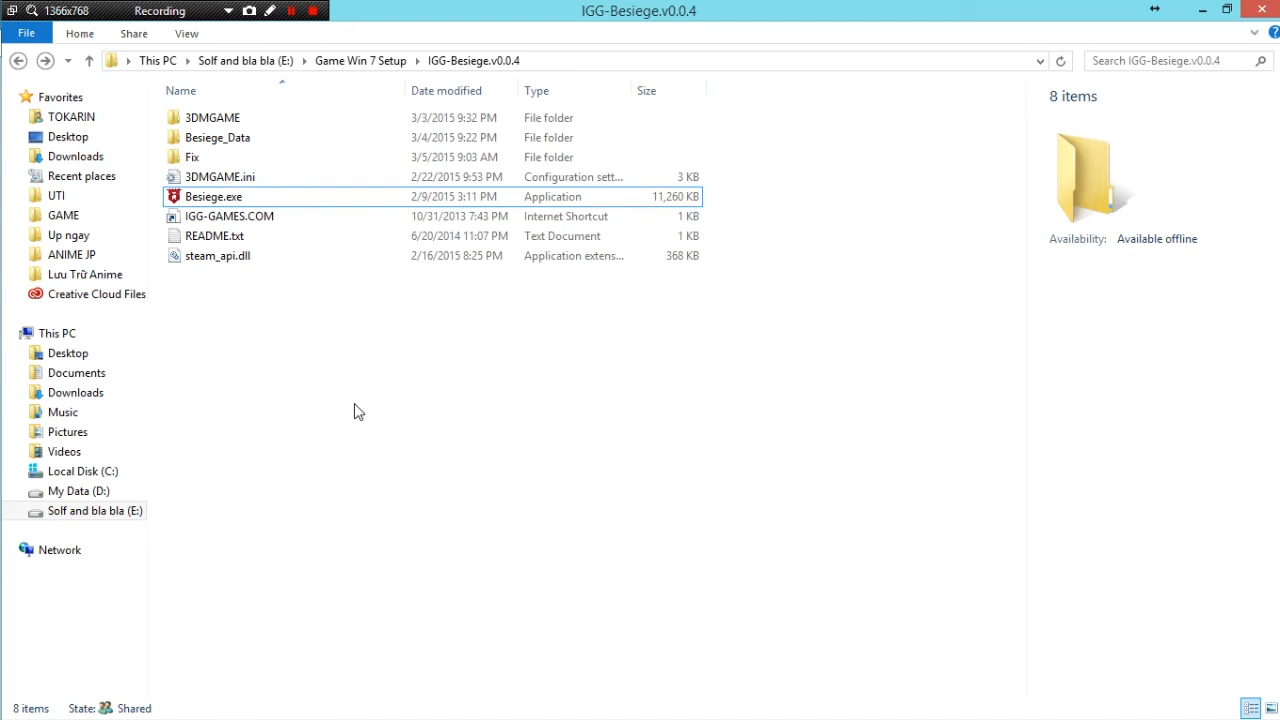 1366x768 Recording
IGG-Besiege.v0.0.4
File Home Share View
This PC Solf and bla bla (E:) Game Win 7 Setup IGG-Besiege.v0.0.4
Search IGG-Besiege.v0.0.4
Favorites
TOKARIN
Desktop
Downloads
Recent places
UTI
GAME
Up ngay
ANIME JP
Lưu Trữ Anime
Creative Cloud Files
This PC
Desktop
Documents
Downloads
Music
Pictures
Videos
Local Disk (C:)
My Data (D:)
Solf and bla bla (E:)
Network
Name Date modified Type Size
3DMGAME 3/3/2015 9:32 PM File folder
Besiege_Data 3/4/2015 9:22 PM File folder
Fix 3/5/2015 9:03 AM File folder
3DMGAME.ini 2/22/2015 9:53 PM Configuration sett... 3 KB
Besiege.exe 2/9/2015 3:11 PM Application 11,260 KB
IGG-GAMES.COM 10/31/2013 7:43 PM Internet Shortcut 1 KB
README.txt 6/20/2014 11:07 PM Text Document 1 KB
steam_api.dll 2/16/2015 8:25 PM Application extens... 368 KB
8 items
Availability: Available offline
8 items State: Shared